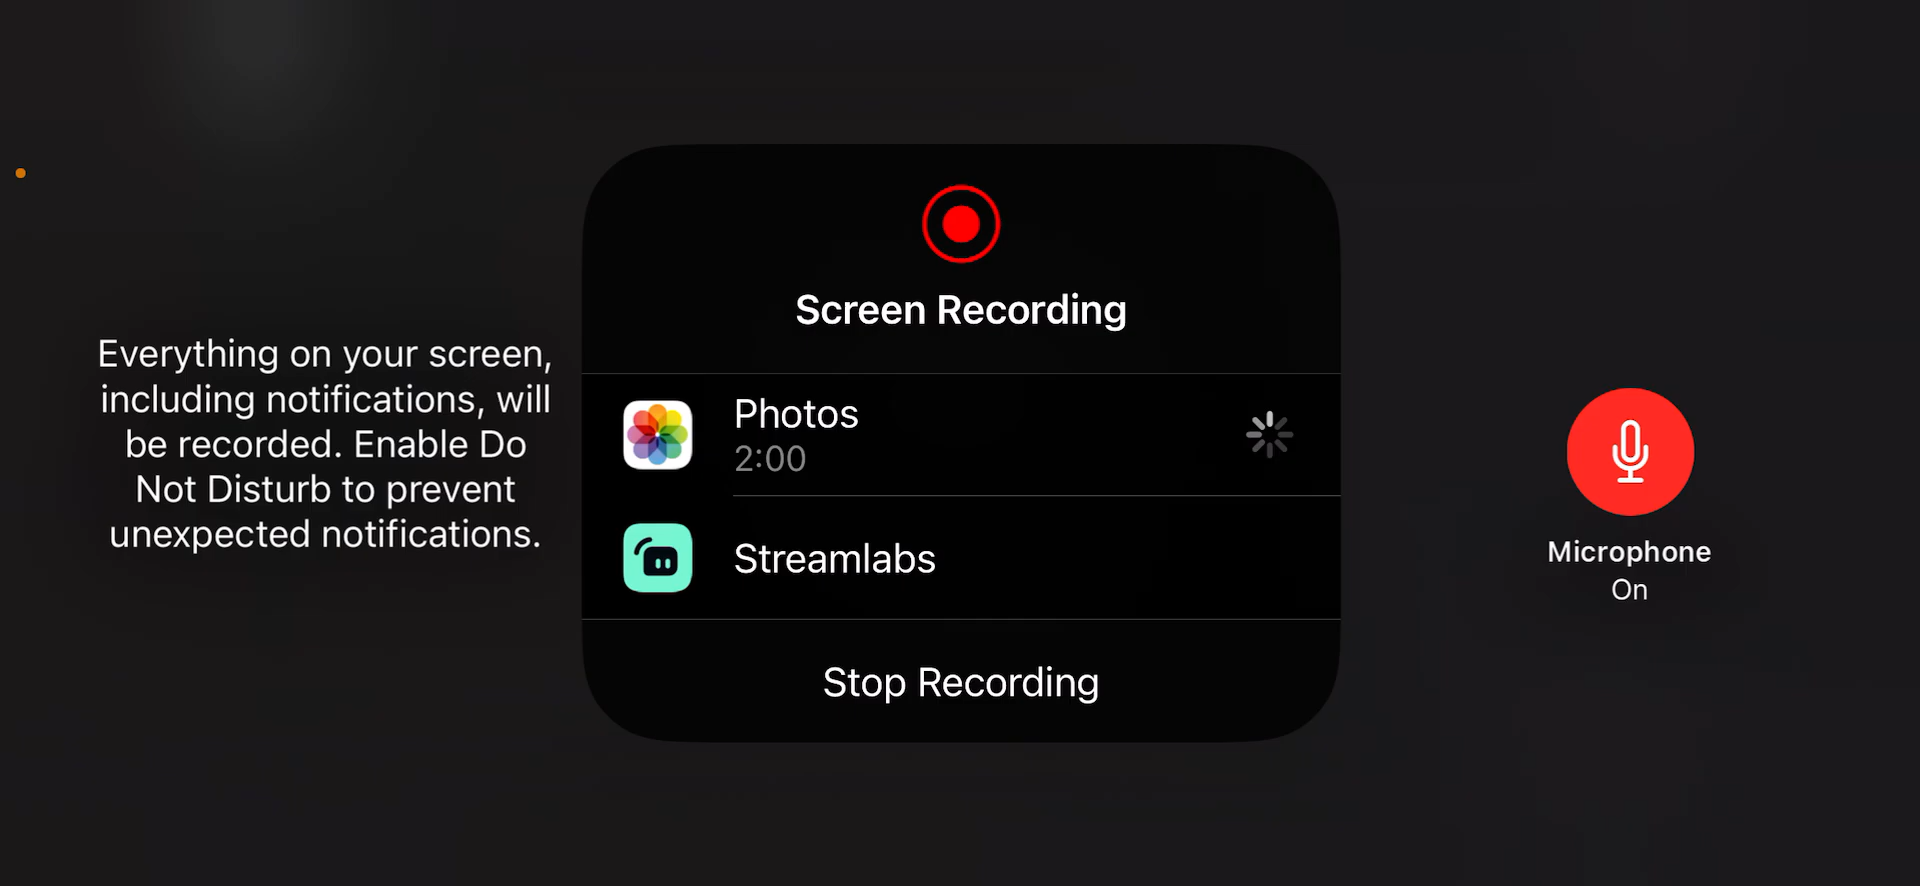 Everything on your screen,
including notifications, will
be recorded. Enable Do
Not Disturb to prevent
unexpected notifications.
Screen Recording
Photos
2:00
Streamlabs
Stop Recording
Microphone
On